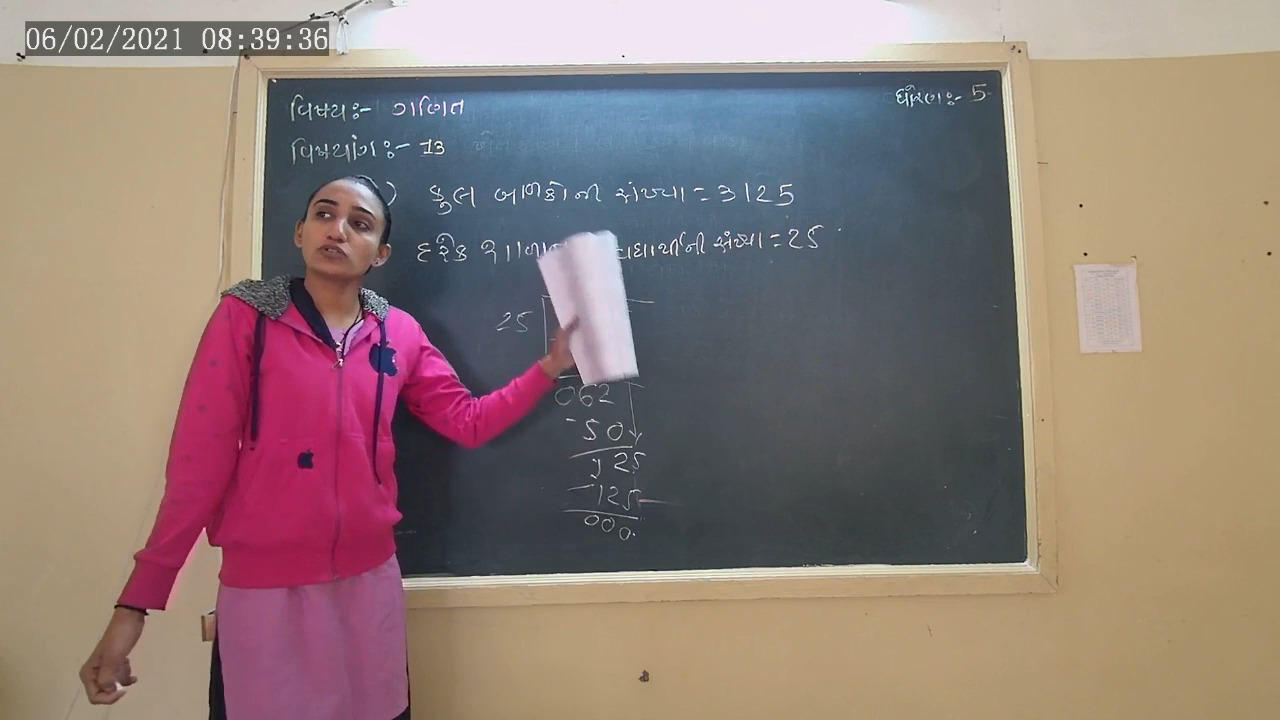 06/02/2021 08:39:36
વિષય:- ગણિત
ધોરણ:- 5
વિષયાંગ:- 13
) કુલ બાળકોની સંખ્યા = 3125
દરેક ની સંખ્યા = 25
25
062
- 50
125
- 125
000